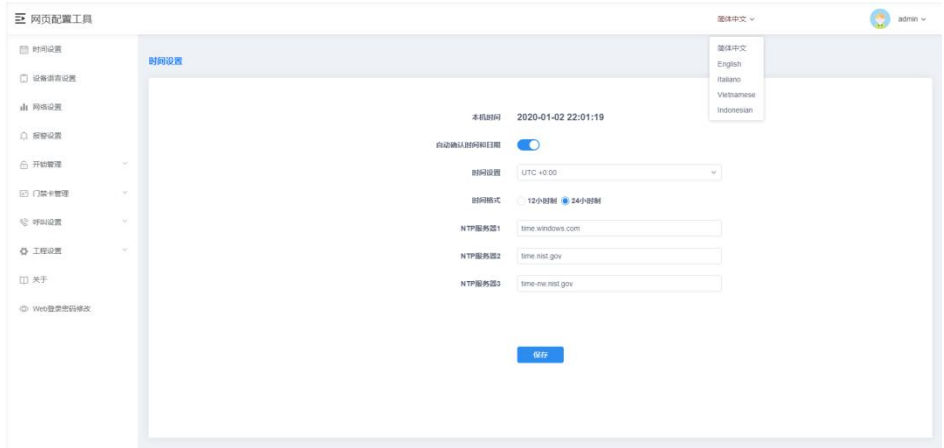 网页配置工具
简体中文
admin
时间设置
设备语言设置
网络设置
报警设置
开始管理
门禁卡管理
呼叫设置
工程设置
关于
Web登录密码修改
时间设置
简体中文
English
Italiano
Vietnamese
Indonesian
本机时间 2020-01-02 22:01:19
自动确认时间和日期
时间设置 UTC +0:00
时间格式 12小时制 24小时制
NTP服务器1 time.windows.com
NTP服务器2 time.nist.gov
NTP服务器3 time-nw.nist.gov
保存